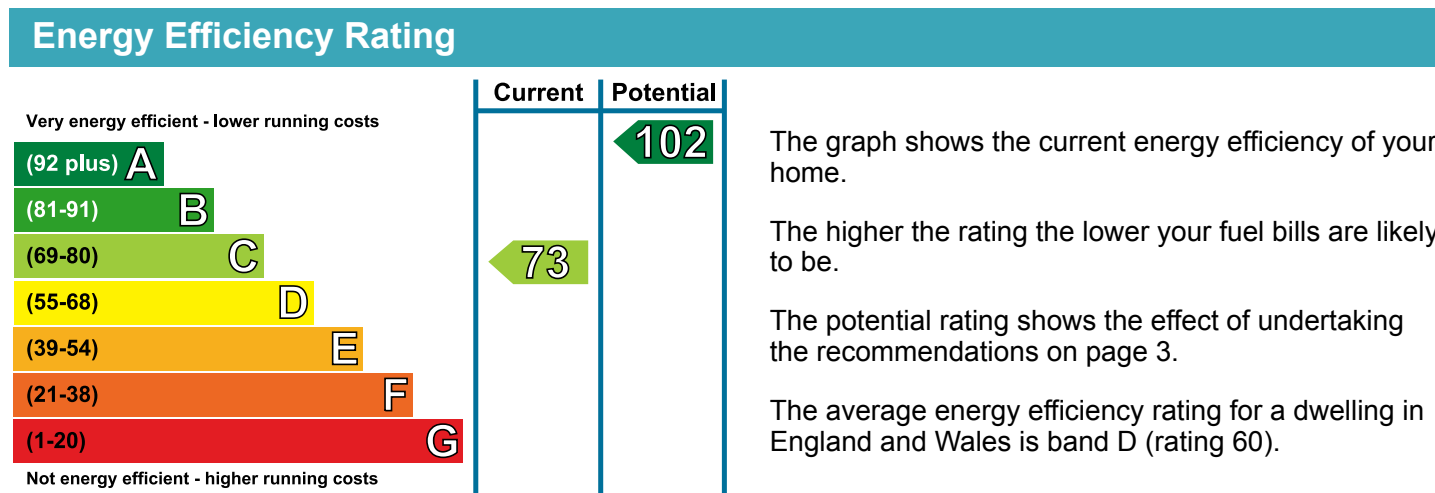 Energy Efficiency Rating
Current Potential
Very energy efficient - lower running costs
102
(92 plus) A
(81-91) B
(69-80) C
73
(55-68) D
(39-54) E
(21-38) F
(1-20) G
Not energy efficient - higher running costs
The graph shows the current energy efficiency of your
home.
The higher the rating the lower your fuel bills are likely
to be.
The potential rating shows the effect of undertaking
the recommendations on page 3.
The average energy efficiency rating for a dwelling in
England and Wales is band D (rating 60).